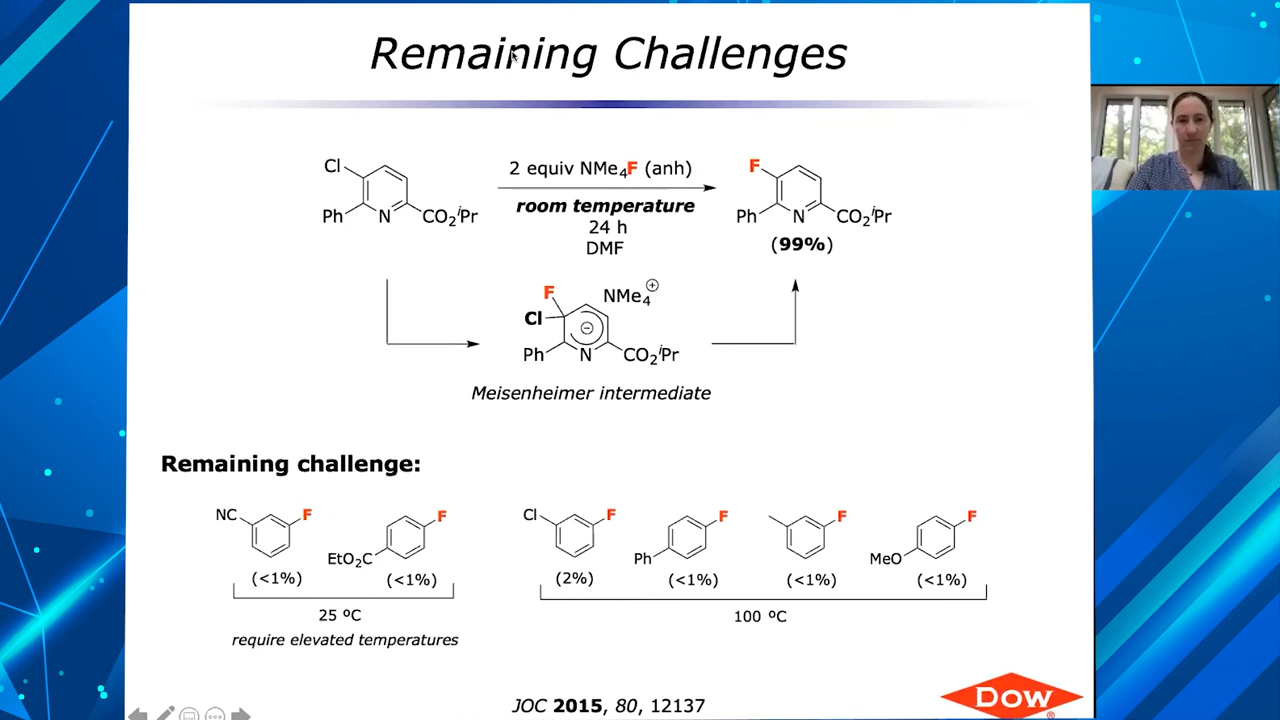 Remaining Challenges
Cl
Ph
N
CO₂ⁱPr
2 equiv NMe₄F (anh)
room temperature
24 h
DMF
F
Ph
N
CO₂ⁱPr
(99%)
F
Cl
NMe₄⊕
⊖
Ph
N
CO₂ⁱPr
Meisenheimer intermediate
Remaining challenge:
NC
F
(<1%)
EtO₂C
F
(<1%)
25 ºC
require elevated temperatures
Cl
F
(2%)
Ph
F
(<1%)
F
(<1%)
MeO
F
(<1%)
100 ºC
JOC 2015, 80, 12137
Dow
®